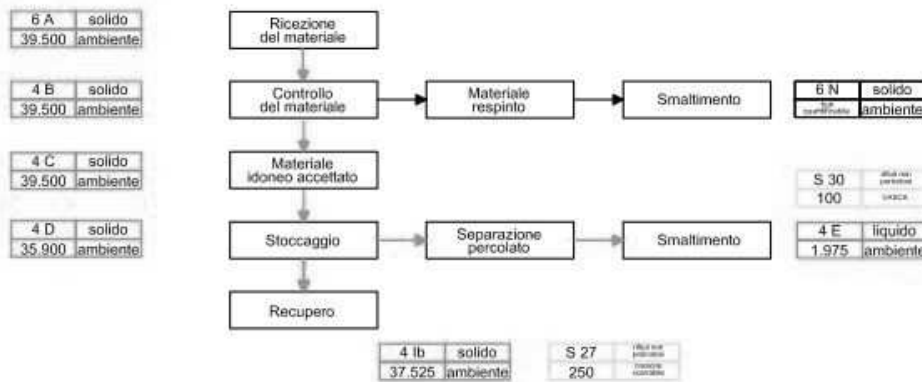 6 A solido
39.500 ambiente
Ricezione
del materiale
4 B solido
39.500 ambiente
Controllo
del materiale
Materiale
respinto
Smaltimento
6 N solido
ambiente
4 C solido
39.500 ambiente
Materiale
idoneo accettato
S 30
100
4 D solido
35.900 ambiente
Stoccaggio
Separazione
percolato
Smaltimento
4 E liquido
1.975 ambiente
Recupero
4 Ib solido
37.525 ambiente
S 27
250